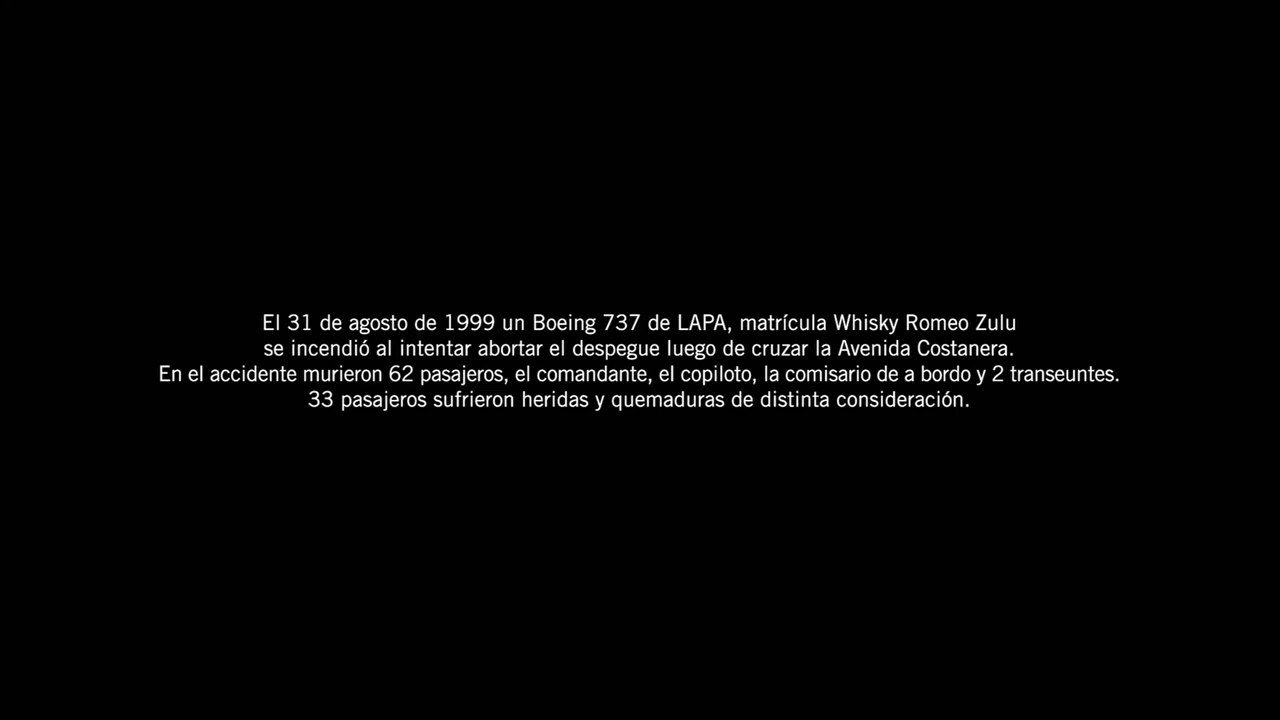 El 31 de agosto de 1999 un Boeing 737 de LAPA, matrícula Whisky Romeo Zulu
se incendió al intentar abortar el despegue luego de cruzar la Avenida Costanera.
En el accidente murieron 62 pasajeros, el comandante, el copiloto, la comisario de a bordo y 2 transeuntes.
33 pasajeros sufrieron heridas y quemaduras de distinta consideración.